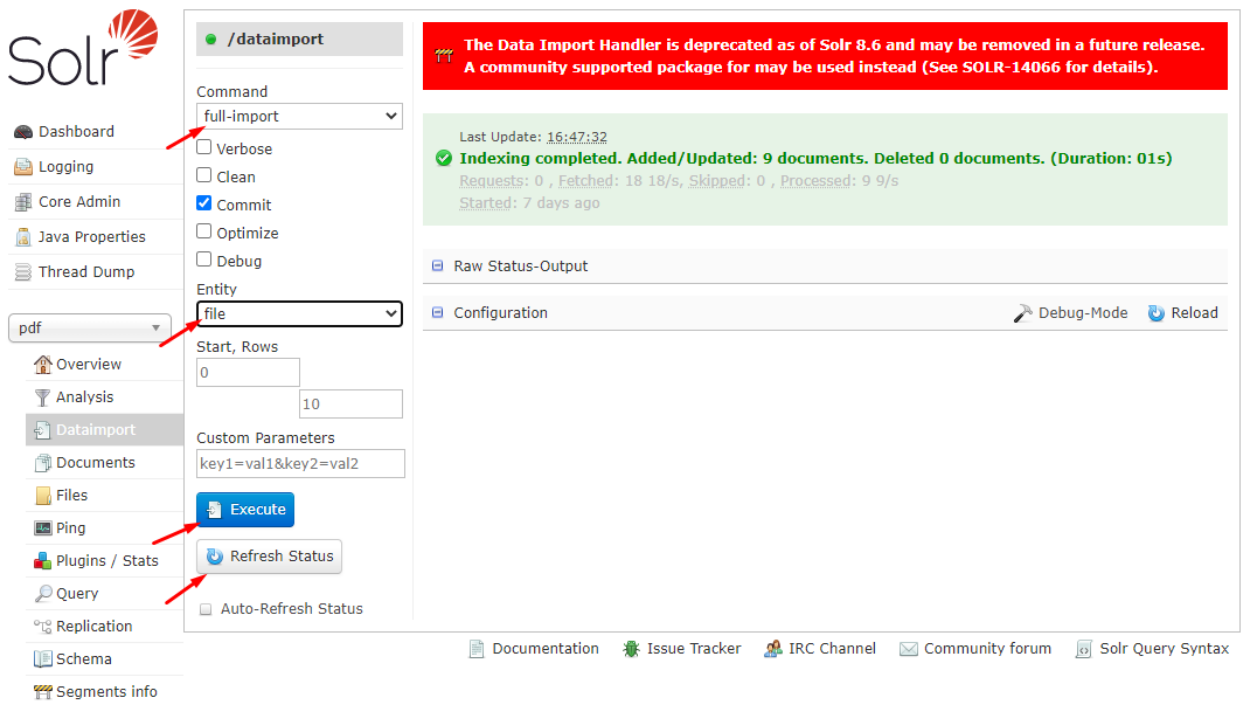 Solr
Dashboard
Logging
Core Admin
Java Properties
Thread Dump
pdf
Overview
Analysis
Dataimport
Documents
Files
Ping
Plugins / Stats
Query
Replication
Schema
Segments info
/dataimport
Command
full-import
Verbose
Clean
Commit
Optimize
Debug
Entity
file
Start, Rows
0
10
Custom Parameters
key1=val1&key2=val2
Execute
Refresh Status
Auto-Refresh Status
The Data Import Handler is deprecated as of Solr 8.6 and may be removed in a future release.
A community supported package for may be used instead (See SOLR-14066 for details).
Last Update: 16:47:32
Indexing completed. Added/Updated: 9 documents. Deleted 0 documents. (Duration: 01s)
Requests: 0 , Fetched: 18 18/s, Skipped: 0 , Processed: 9 9/s
Started: 7 days ago
Raw Status-Output
Configuration Debug-Mode Reload
Documentation Issue Tracker IRC Channel Community forum Solr Query Syntax